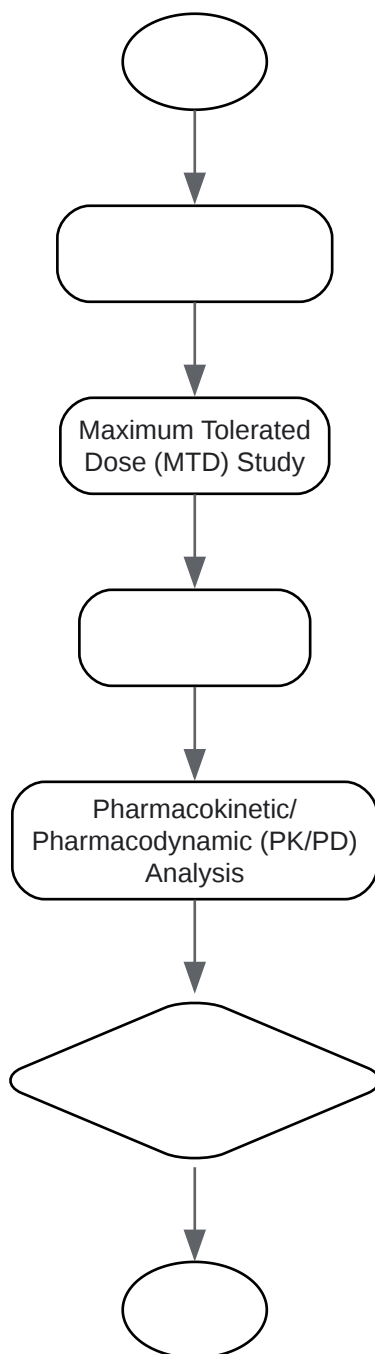 Maximum Tolerated
Dose (MTD) Study
Pharmacokinetic/
Pharmacodynamic (PK/PD)
Analysis